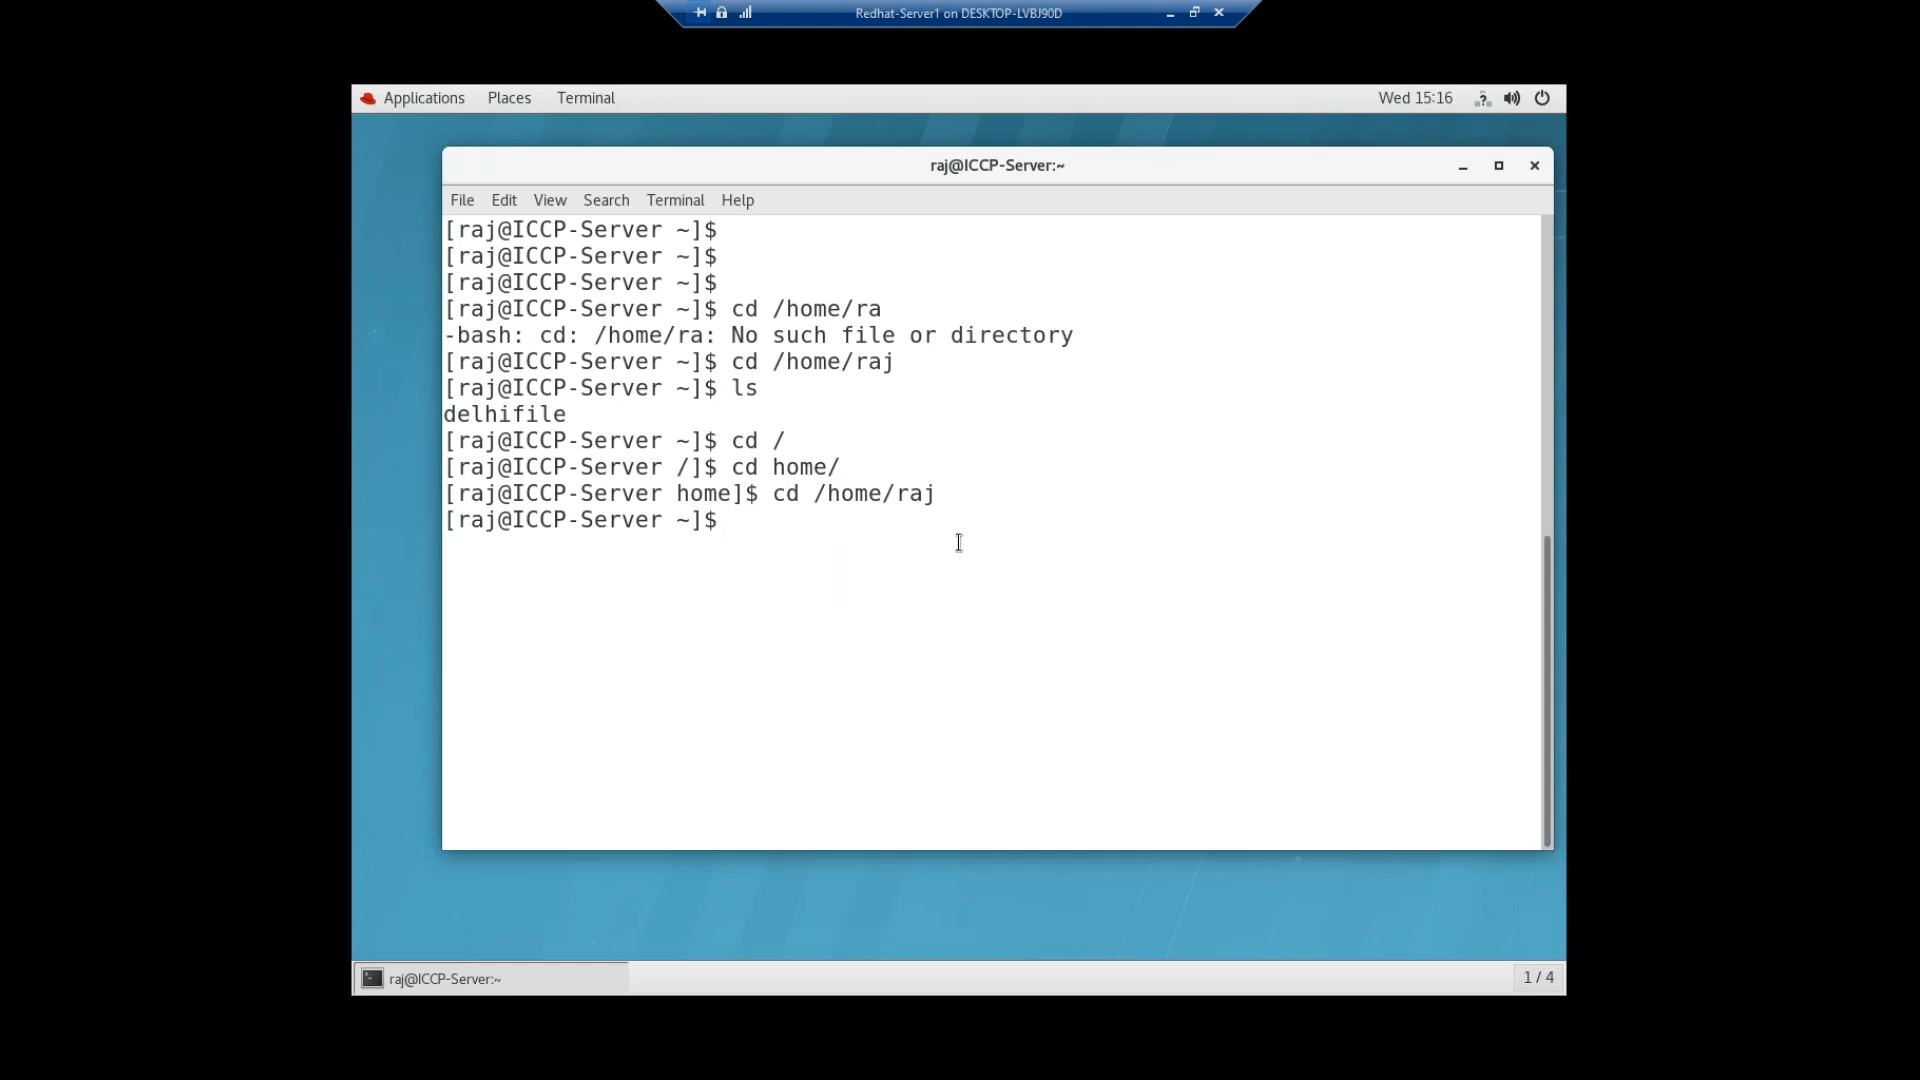 Redhat-Server1 on DESKTOP-LVBJ90D
Applications Places Terminal Wed 15:16
raj@ICCP-Server:~
File Edit View Search Terminal Help
[raj@ICCP-Server ~]$
[raj@ICCP-Server ~]$
[raj@ICCP-Server ~]$
[raj@ICCP-Server ~]$ cd /home/ra
-bash: cd: /home/ra: No such file or directory
[raj@ICCP-Server ~]$ cd /home/raj
[raj@ICCP-Server ~]$ ls
delhifile
[raj@ICCP-Server ~]$ cd /
[raj@ICCP-Server /]$ cd home/
[raj@ICCP-Server home]$ cd /home/raj
[raj@ICCP-Server ~]$
raj@ICCP-Server:~ 1 / 4